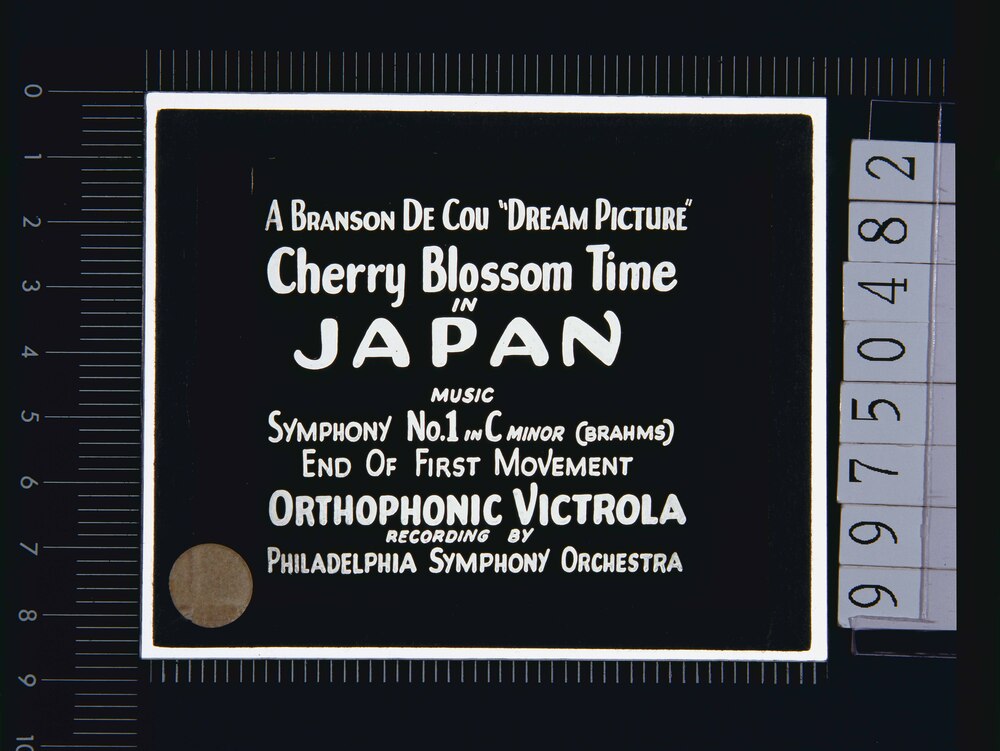 A BRANSON DE COU "DREAM PICTURE"
Cherry Blossom Time
IN
JAPAN
MUSIC
SYMPHONY No.1 IN C MINOR (BRAHMS)
END OF FIRST MOVEMENT
ORTHOPHONIC VICTROLA
RECORDING BY
PHILADELPHIA SYMPHONY ORCHESTRA
0
1
2
3
4
5
6
7
8
9
10
99750482